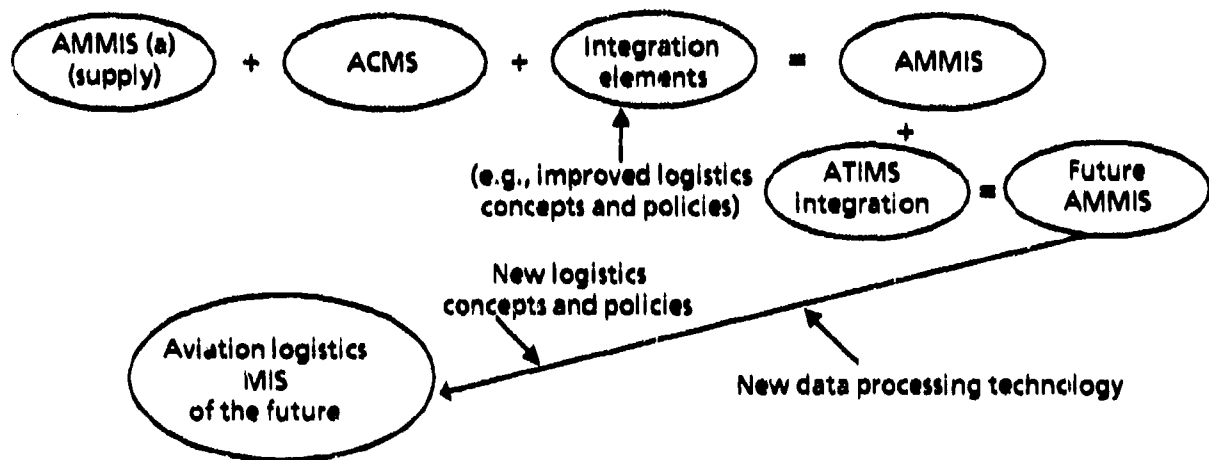 AMMIS (a)
(supply)
+
ACMS
+
Integration
elements
=
AMMIS
(e.g., improved logistics
concepts and policies)
+
ATIMS
integration
=
Future
AMMIS
New logistics
concepts and policies
Aviation logistics
MIS
of the future
New data processing technology